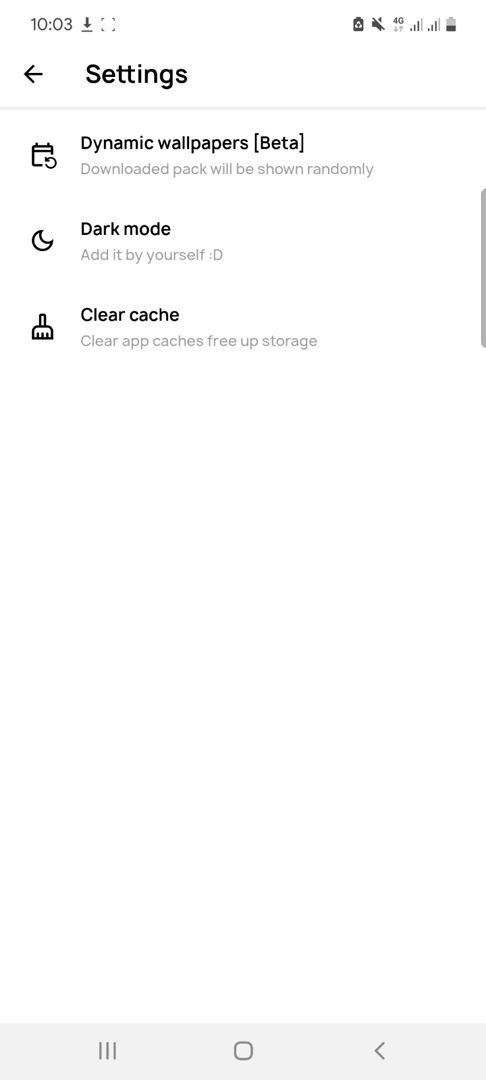 10:03
4G
Settings
Dynamic wallpapers [Beta]
Downloaded pack will be shown randomly
Dark mode
Add it by yourself :D
Clear cache
Clear app caches free up storage